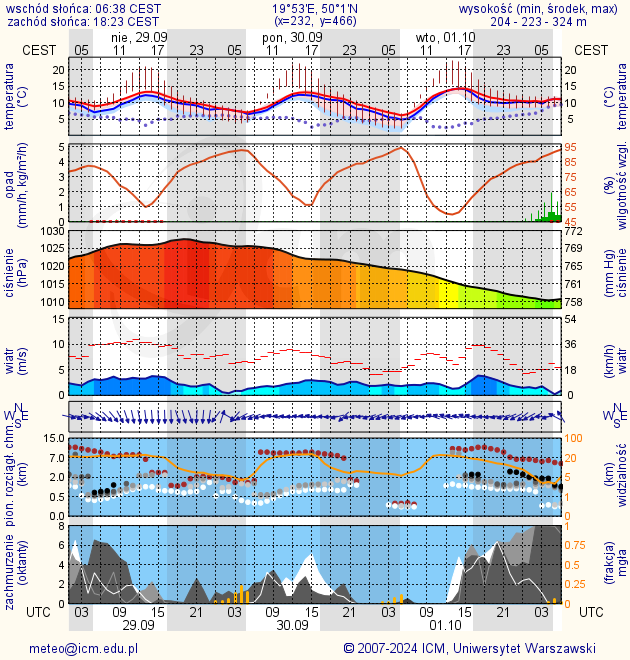 wschód słońca: 06:38 CEST 19°53'E, 50°1'N wysokość (min, środek, max)
zachód słońca: 18:23 CEST (x=232, y=466) 204 - 223 - 324 m
nie, 29.09 pon, 30.09 wto, 01.10
CEST 05 11 17 23 05 11 17 23 05 11 17 23 05 CEST
temperatura (°C) 20 15 10 5 20 15 10 5 temperatura (°C)
opad (mm/h, kg/m²/h) 5 4 3 2 1 0 95 85 75 65 55 45 (%) wilgotność wzgl.
ciśnienie (hPa) 1030 1025 1020 1015 1010 772 769 765 761 758 (mm Hg) ciśnienie
wiatr (m/s) 15 10 5 0 54 36 18 0 (km/h) wiatr
N W E S N W E S
pion. rozciągł. chm. (km) 15.0 7.0 2.0 0.5 0.0 100 20 5 1 0 (km) widzialność
zachmurzenie (oktanty) 8 6 4 2 0 1 0.75 0.5 0.25 0 (frakcja) mgła
UTC 03 09 15 21 03 09 15 21 03 09 15 21 03 UTC
29.09 30.09 01.10
meteo@icm.edu.pl © 2007-2024 ICM, Uniwersytet Warszawski